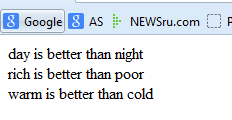 Google AS NEWSru.com P
day is better than night
rich is better than poor
warm is better than cold